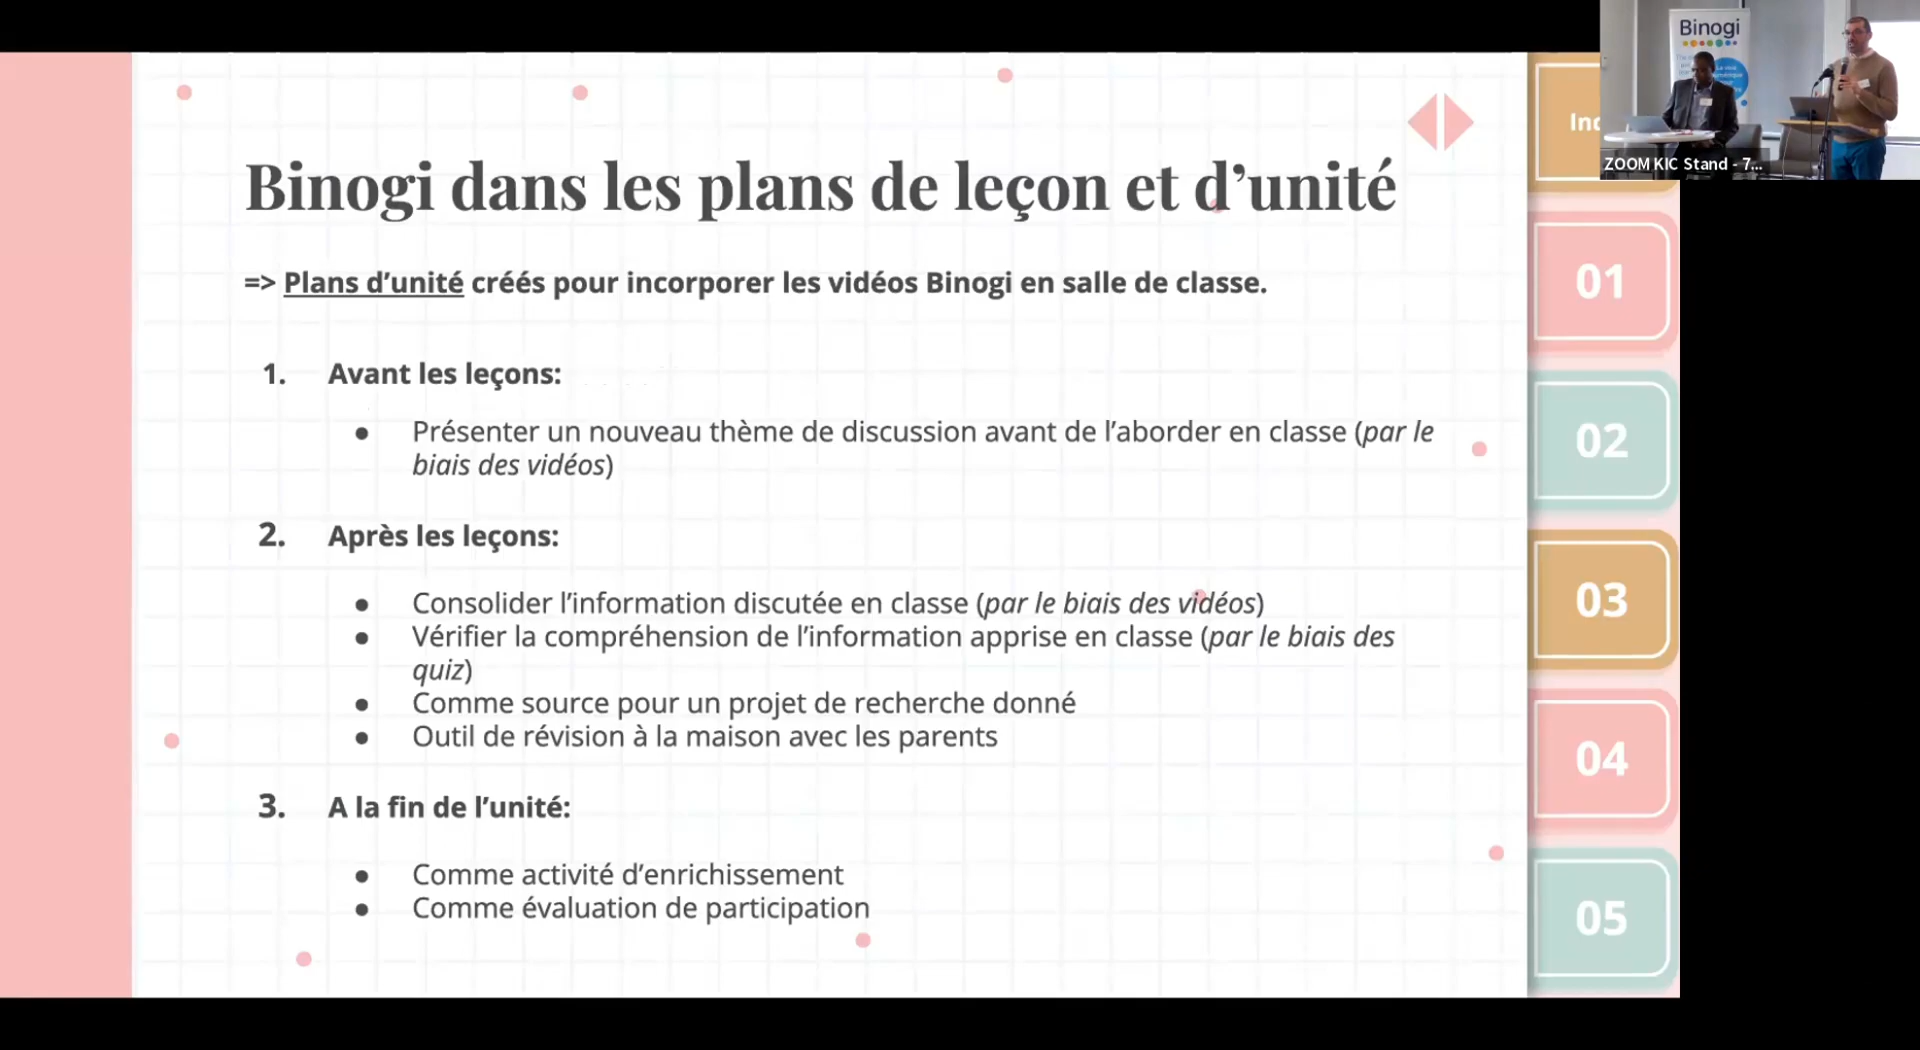 Binogi dans les plans de leçon et d’unité
=> Plans d’unité créés pour incorporer les vidéos Binogi en salle de classe.
1. Avant les leçons:
● Présenter un nouveau thème de discussion avant de l’aborder en classe (par le
biais des vidéos)
2. Après les leçons:
● Consolider l’information discutée en classe (par le biais des vidéos)
● Vérifier la compréhension de l’information apprise en classe (par le biais des
quiz)
● Comme source pour un projet de recherche donné
● Outil de révision à la maison avec les parents
3. A la fin de l’unité:
● Comme activité d’enrichissement
● Comme évaluation de participation
01
02
03
04
05
Binogi
ZOOM KIC Stand - 7...